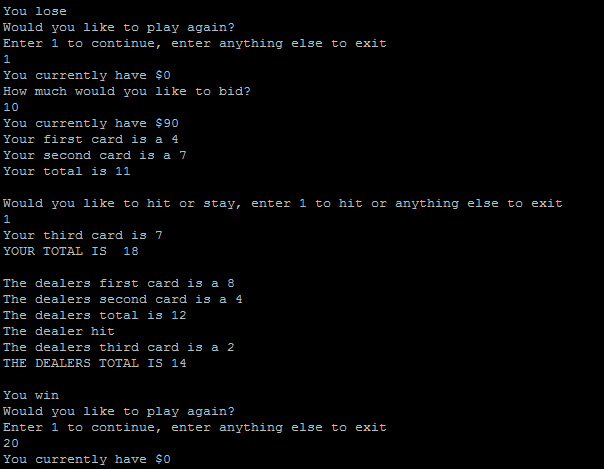 You lose
Would you like to play again?
Enter 1 to continue, enter anything else to exit
1
You currently have $0
How much would you like to bid?
10
You currently have $90
Your first card is a 4
Your second card is a 7
Your total is 11
Would you like to hit or stay, enter 1 to hit or anything else to exit
1
Your third card is 7
YOUR TOTAL IS  18
The dealers first card is a 8
The dealers second card is a 4
The dealers total is 12
The dealer hit
The dealers third card is a 2
THE DEALERS TOTAL IS 14
You win
Would you like to play again?
Enter 1 to continue, enter anything else to exit
20
You currently have $0